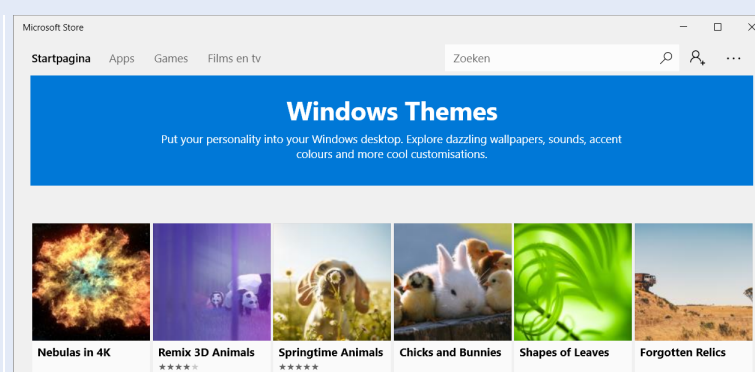 Microsoft Store
Startpagina Apps Games Films en tv Zoeken
Windows Themes
Put your personality into your Windows desktop. Explore dazzling wallpapers, sounds, accent
colours and more cool customisations.
Nebulas in 4K Remix 3D Animals Springtime Animals Chicks and Bunnies Shapes of Leaves Forgotten Relics